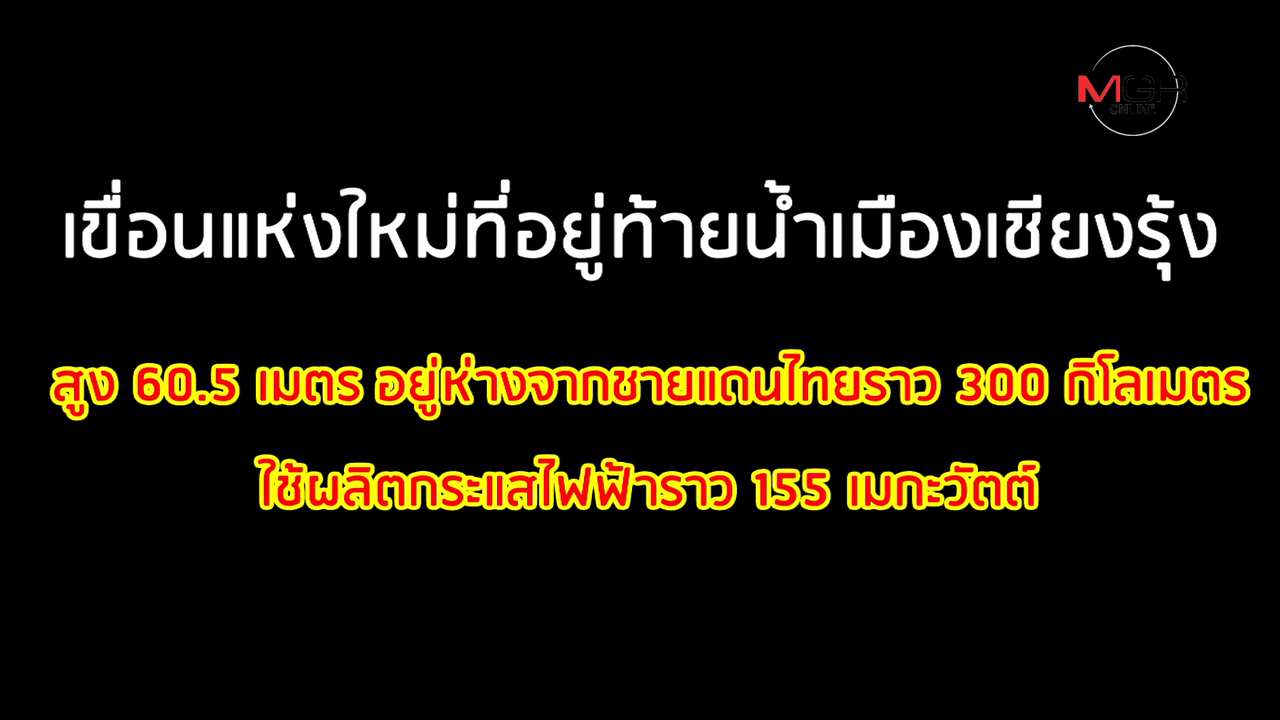 MGR
ONLINE
เขื่อนแห่งใหม่ที่อยู่ท้ายน้ำเมืองเชียงรุ้ง
สูง 60.5 เมตร อยู่ห่างจากชายแดนไทยราว 300 กิโลเมตร
ใช้ผลิตกระแสไฟฟ้าราว 155 เมกะวัตต์